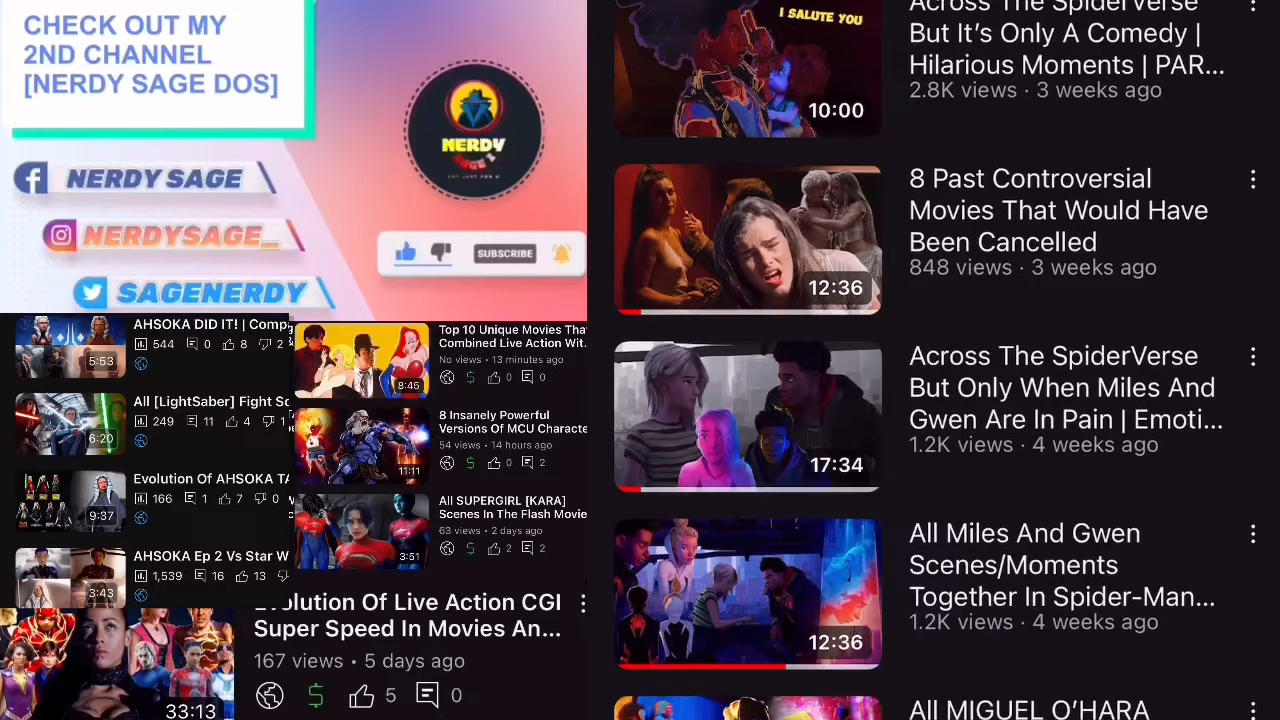 CHECK OUT MY
2ND CHANNEL
[NERDY SAGE DOS]
NERDY
NERDY SAGE
NERDYSAGE_
SAGENERDY
SUBSCRIBE
AHSOKA DID IT! | Comp
544 0 8 2
5:53
All [LightSaber] Fight Sc
249 11 4 1
6:20
Evolution Of AHSOKA TA
166 1 7 0
9:37
AHSOKA Ep 2 Vs Star W
1,539 16 13
3:43
Top 10 Unique Movies Tha
Combined Live Action Wit.
No views • 13 minutes ago
0 0
8:45
8 Insanely Powerful
Versions Of MCU Characte
54 views • 14 hours ago
0 2
11:11
All SUPERGIRL [KARA]
Scenes In The Flash Movie
63 views • 2 days ago
2 2
3:51
Evolution Of Live Action CGI
Super Speed In Movies An...
167 views • 5 days ago
$ 5 0
33:13
I SALUTE YOU
10:00
Across The SpiderVerse
But It's Only A Comedy |
Hilarious Moments | PAR...
2.8K views · 3 weeks ago
12:36
8 Past Controversial
Movies That Would Have
Been Cancelled
848 views · 3 weeks ago
17:34
Across The SpiderVerse
But Only When Miles And
Gwen Are In Pain | Emoti...
1.2K views · 4 weeks ago
12:36
All Miles And Gwen
Scenes/Moments
Together In Spider-Man...
1.2K views · 4 weeks ago
All MIGUEL O'HARA